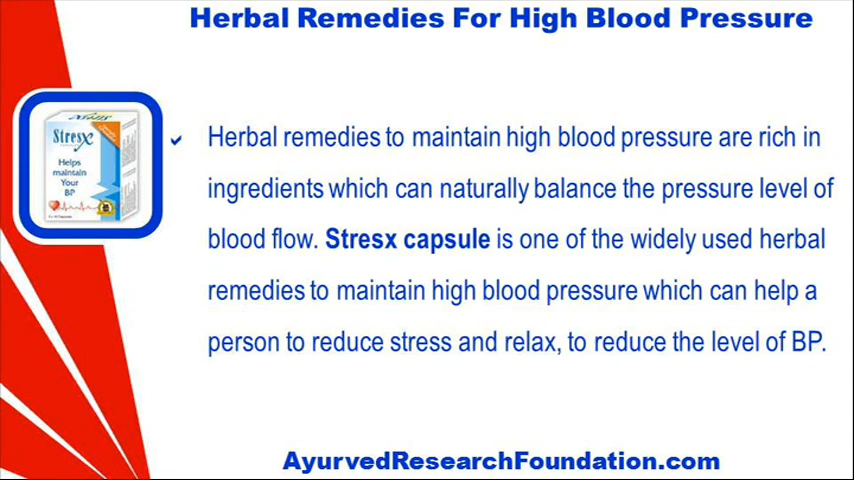 Herbal Remedies For High Blood Pressure
Stresx
Helps
maintain
Your
BP
Herbal remedies to maintain high blood pressure are rich in
ingredients which can naturally balance the pressure level of
blood flow. Stresx capsule is one of the widely used herbal
remedies to maintain high blood pressure which can help a
person to reduce stress and relax, to reduce the level of BP.
AyurvedResearchFoundation.com